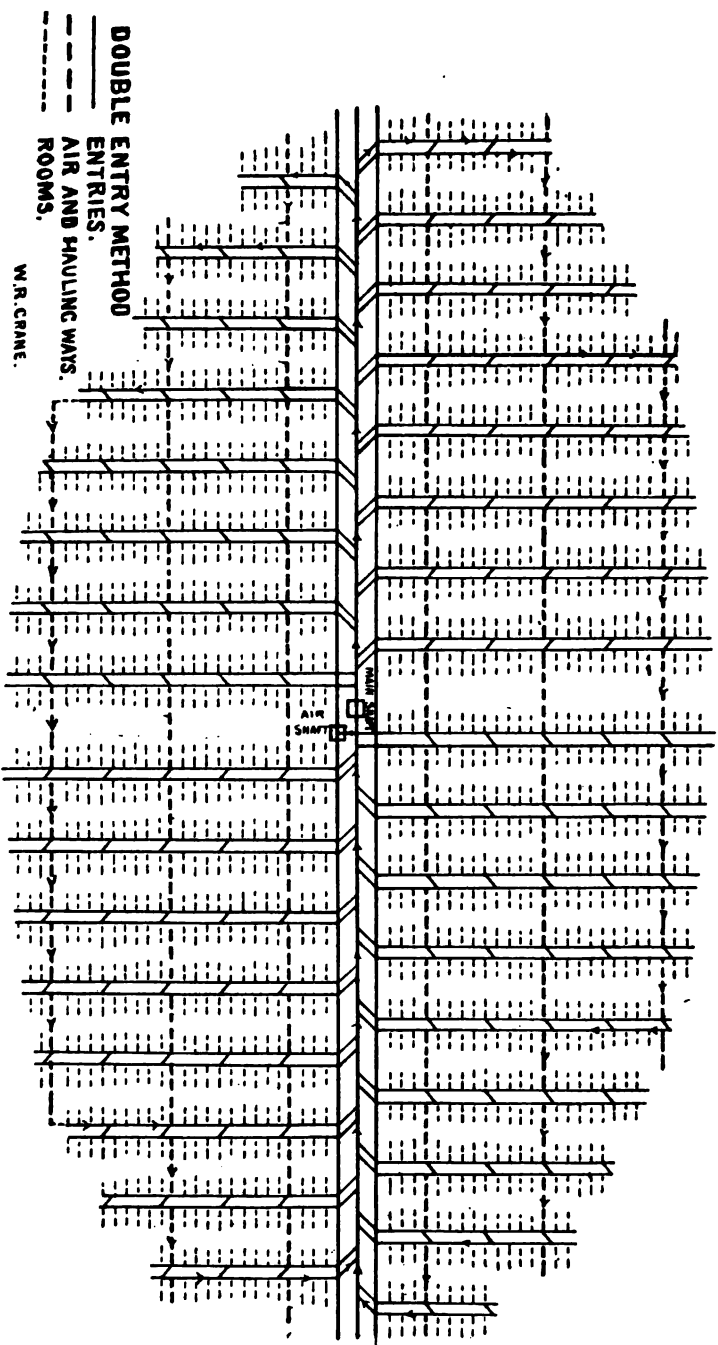 DOUBLE ENTRY METHOD
ENTRIES.
AIR AND HAULING WAYS.
ROOMS.
W.R. CRANE.
MAIN SHAFT
AIR
SHAFT